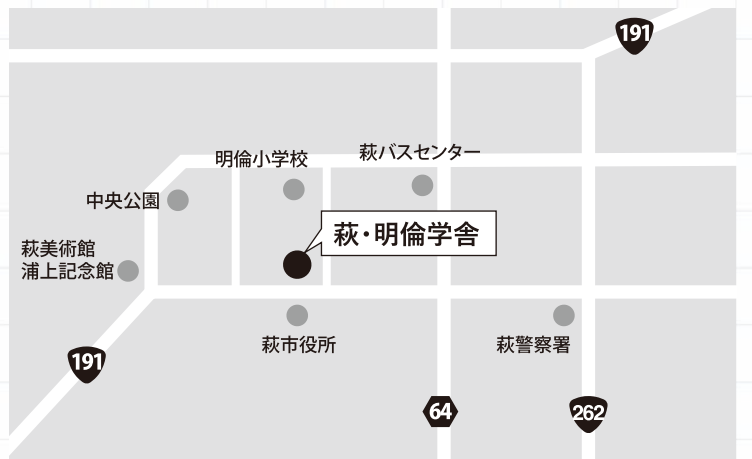 191
明倫小学校
萩バスセンター
中央公園
萩・明倫学舎
萩美術館
浦上記念館
萩市役所
萩警察署
191
64
262